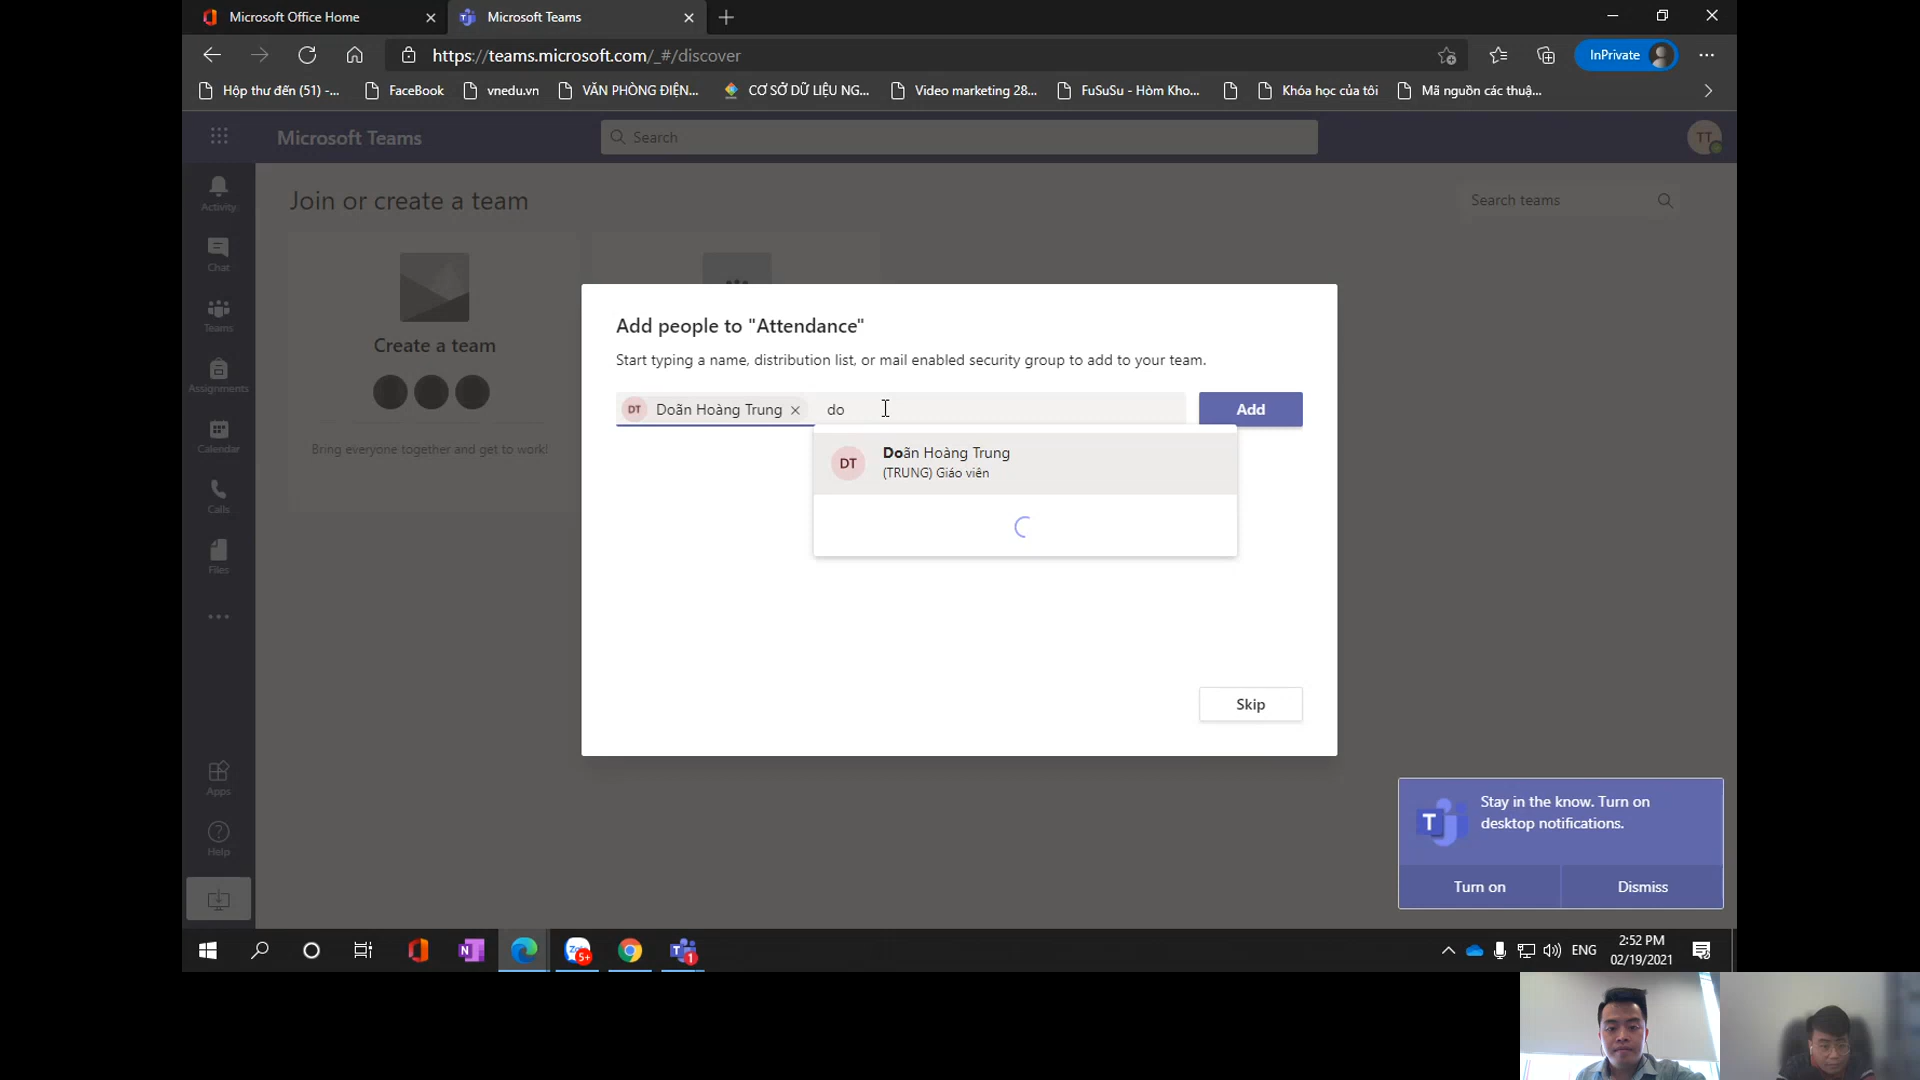 Microsoft Office Home
Microsoft Teams
https://teams.microsoft.com/_#/discover
InPrivate
Hộp thư đến (51) -...
FaceBook
vnedu.vn
VĂN PHÒNG ĐIỆN...
CƠ SỞ DỮ LIỆU NG...
Video marketing 28...
FuSuSu - Hòm Kho...
Khóa học của tôi
Mã nguồn các thuậ...
Microsoft Teams
Search
TT
Activity
Chat
Teams
Assignments
Calendar
Calls
Files
Apps
Help
Join or create a team
Search teams
Create a team
Bring everyone together and get to work!
Add people to "Attendance"
Start typing a name, distribution list, or mail enabled security group to add to your team.
DT Doãn Hoàng Trung do
Add
DT
Doãn Hoàng Trung
(TRUNG) Giáo viên
Skip
T
Stay in the know. Turn on
desktop notifications.
Turn on
Dismiss
N
Zalo
5+
T
1
ENG
2:52 PM
02/19/2021